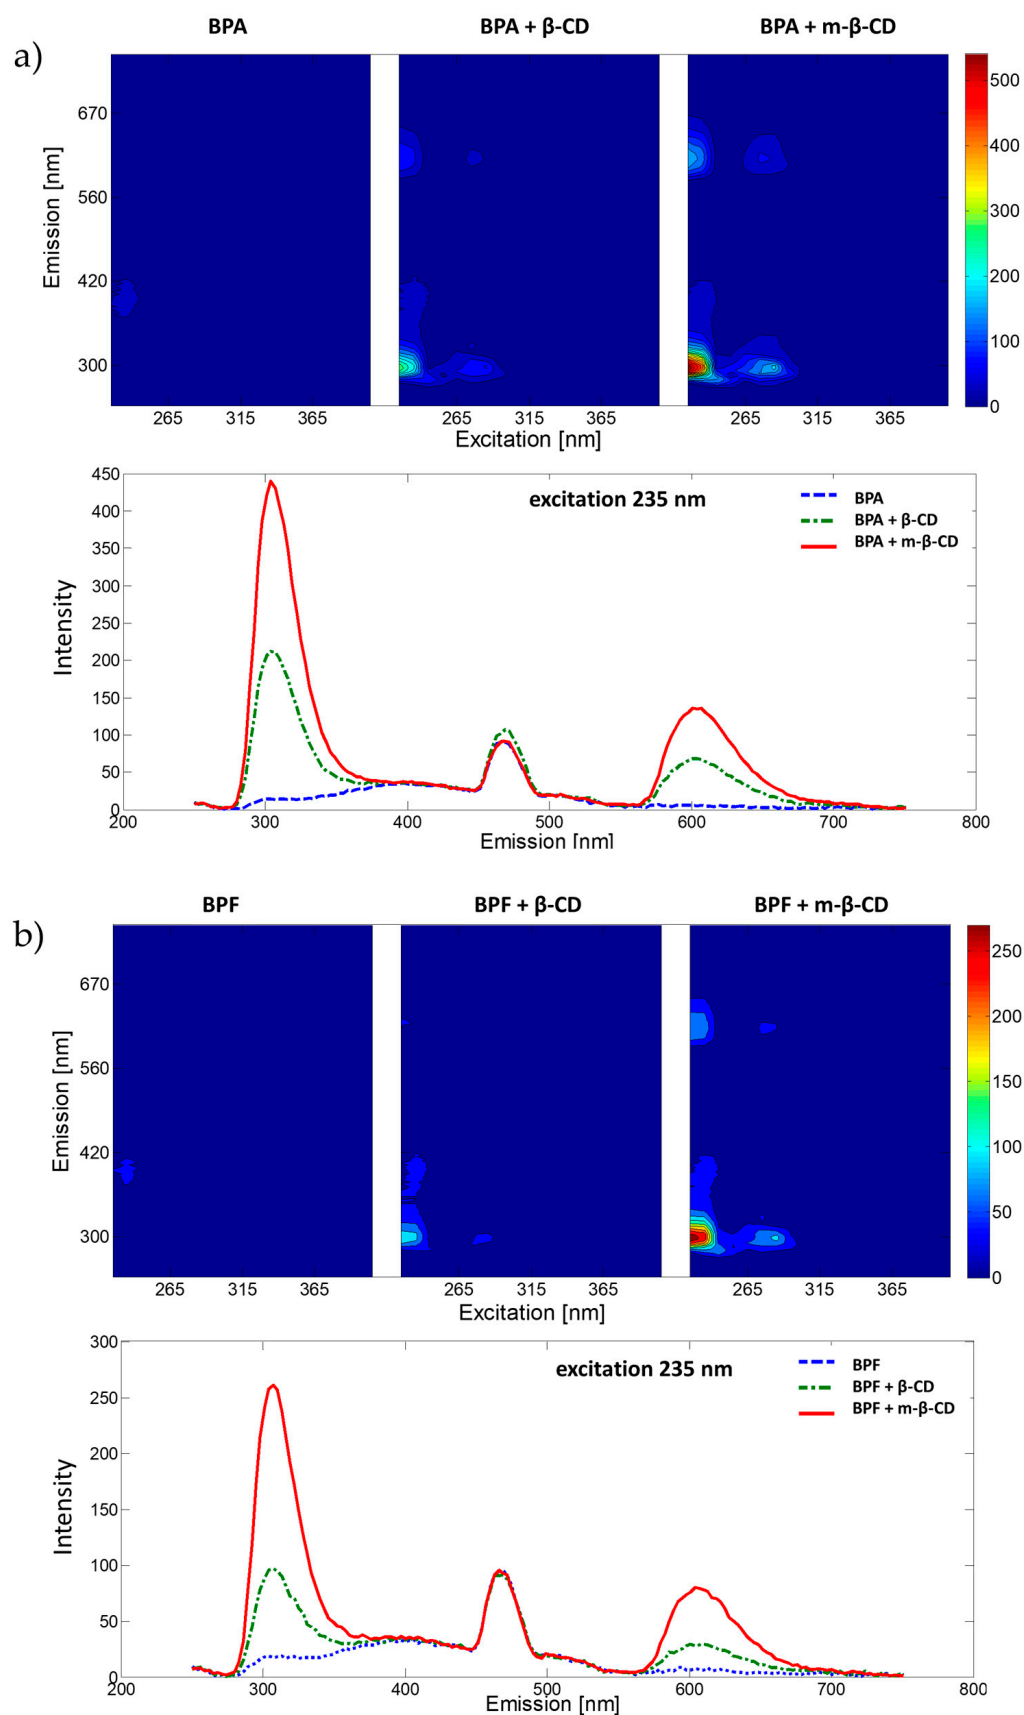 a)
BPA BPA + β-CD BPA + m-β-CD
Emission [nm]
670
560
420
300
500
400
300
200
100
0
265 315 365 265 315 365 265 315 365
Excitation [nm]
excitation 235 nm
BPA
BPA + β-CD
BPA + m-β-CD
Intensity
450
400
350
300
250
200
150
100
50
0
200 300 400 500 600 700 800
Emission [nm]
b)
BPF BPF + β-CD BPF + m-β-CD
Emission [nm]
670
560
420
300
250
200
150
100
50
0
265 315 365 265 315 365 265 315 365
Excitation [nm]
excitation 235 nm
BPF
BPF + β-CD
BPF + m-β-CD
Intensity
300
250
200
150
100
50
0
200 300 400 500 600 700 800
Emission [nm]